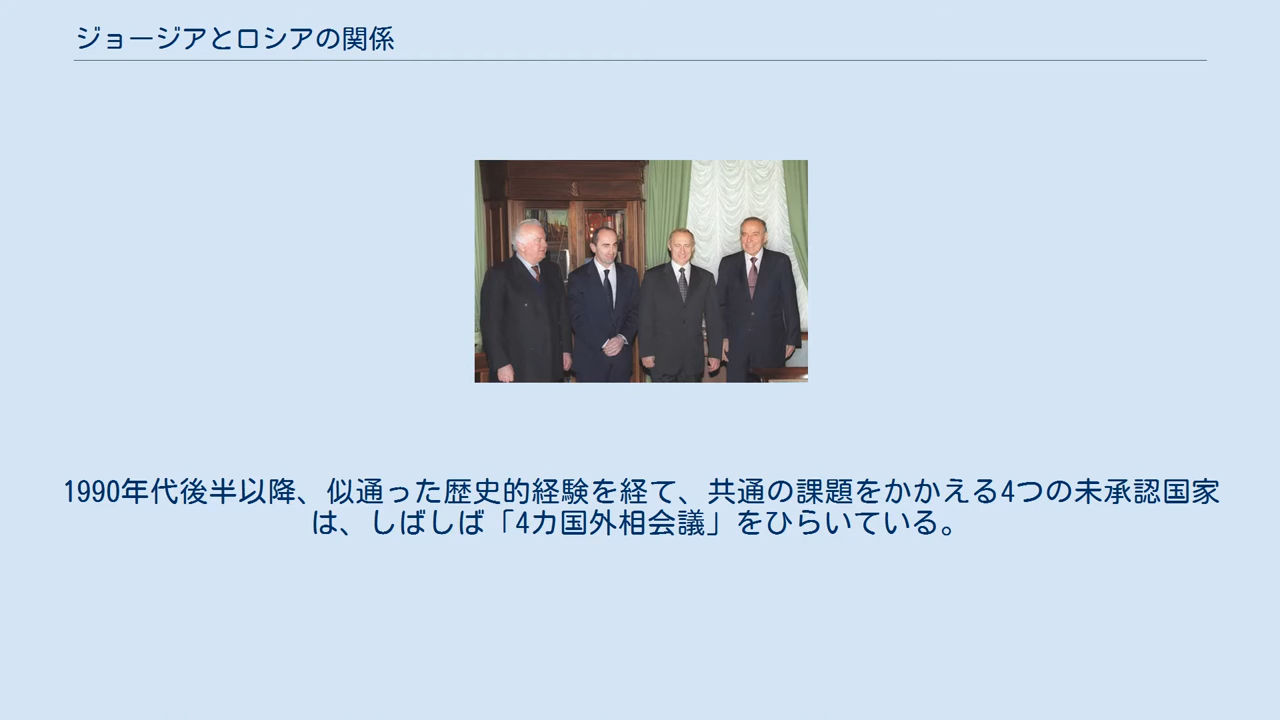 ジョージアとロシアの関係
1990年代後半以降、似通った歴史的経験を経て、共通の課題をかかえる4つの未承認国家
は、しばしば「4カ国外相会議」をひらいている。